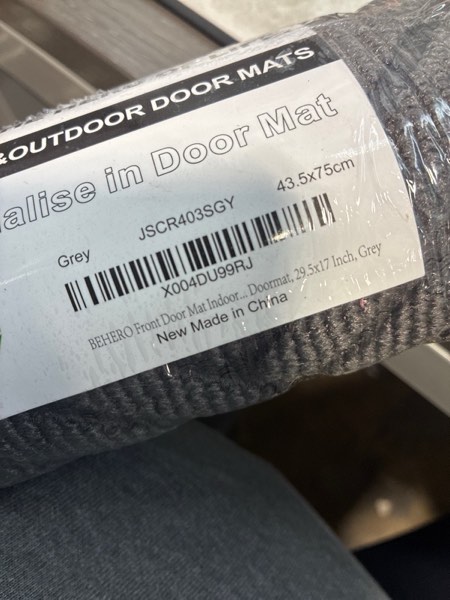 &OUTDOOR DOOR MATS
alise in Door Mat
Grey JSCR403SGY 43.5x75cm
X004DU99RJ
BEHERO Front Door Mat Indoor... Doormat, 29.5x17 Inch, Grey
New Made in China